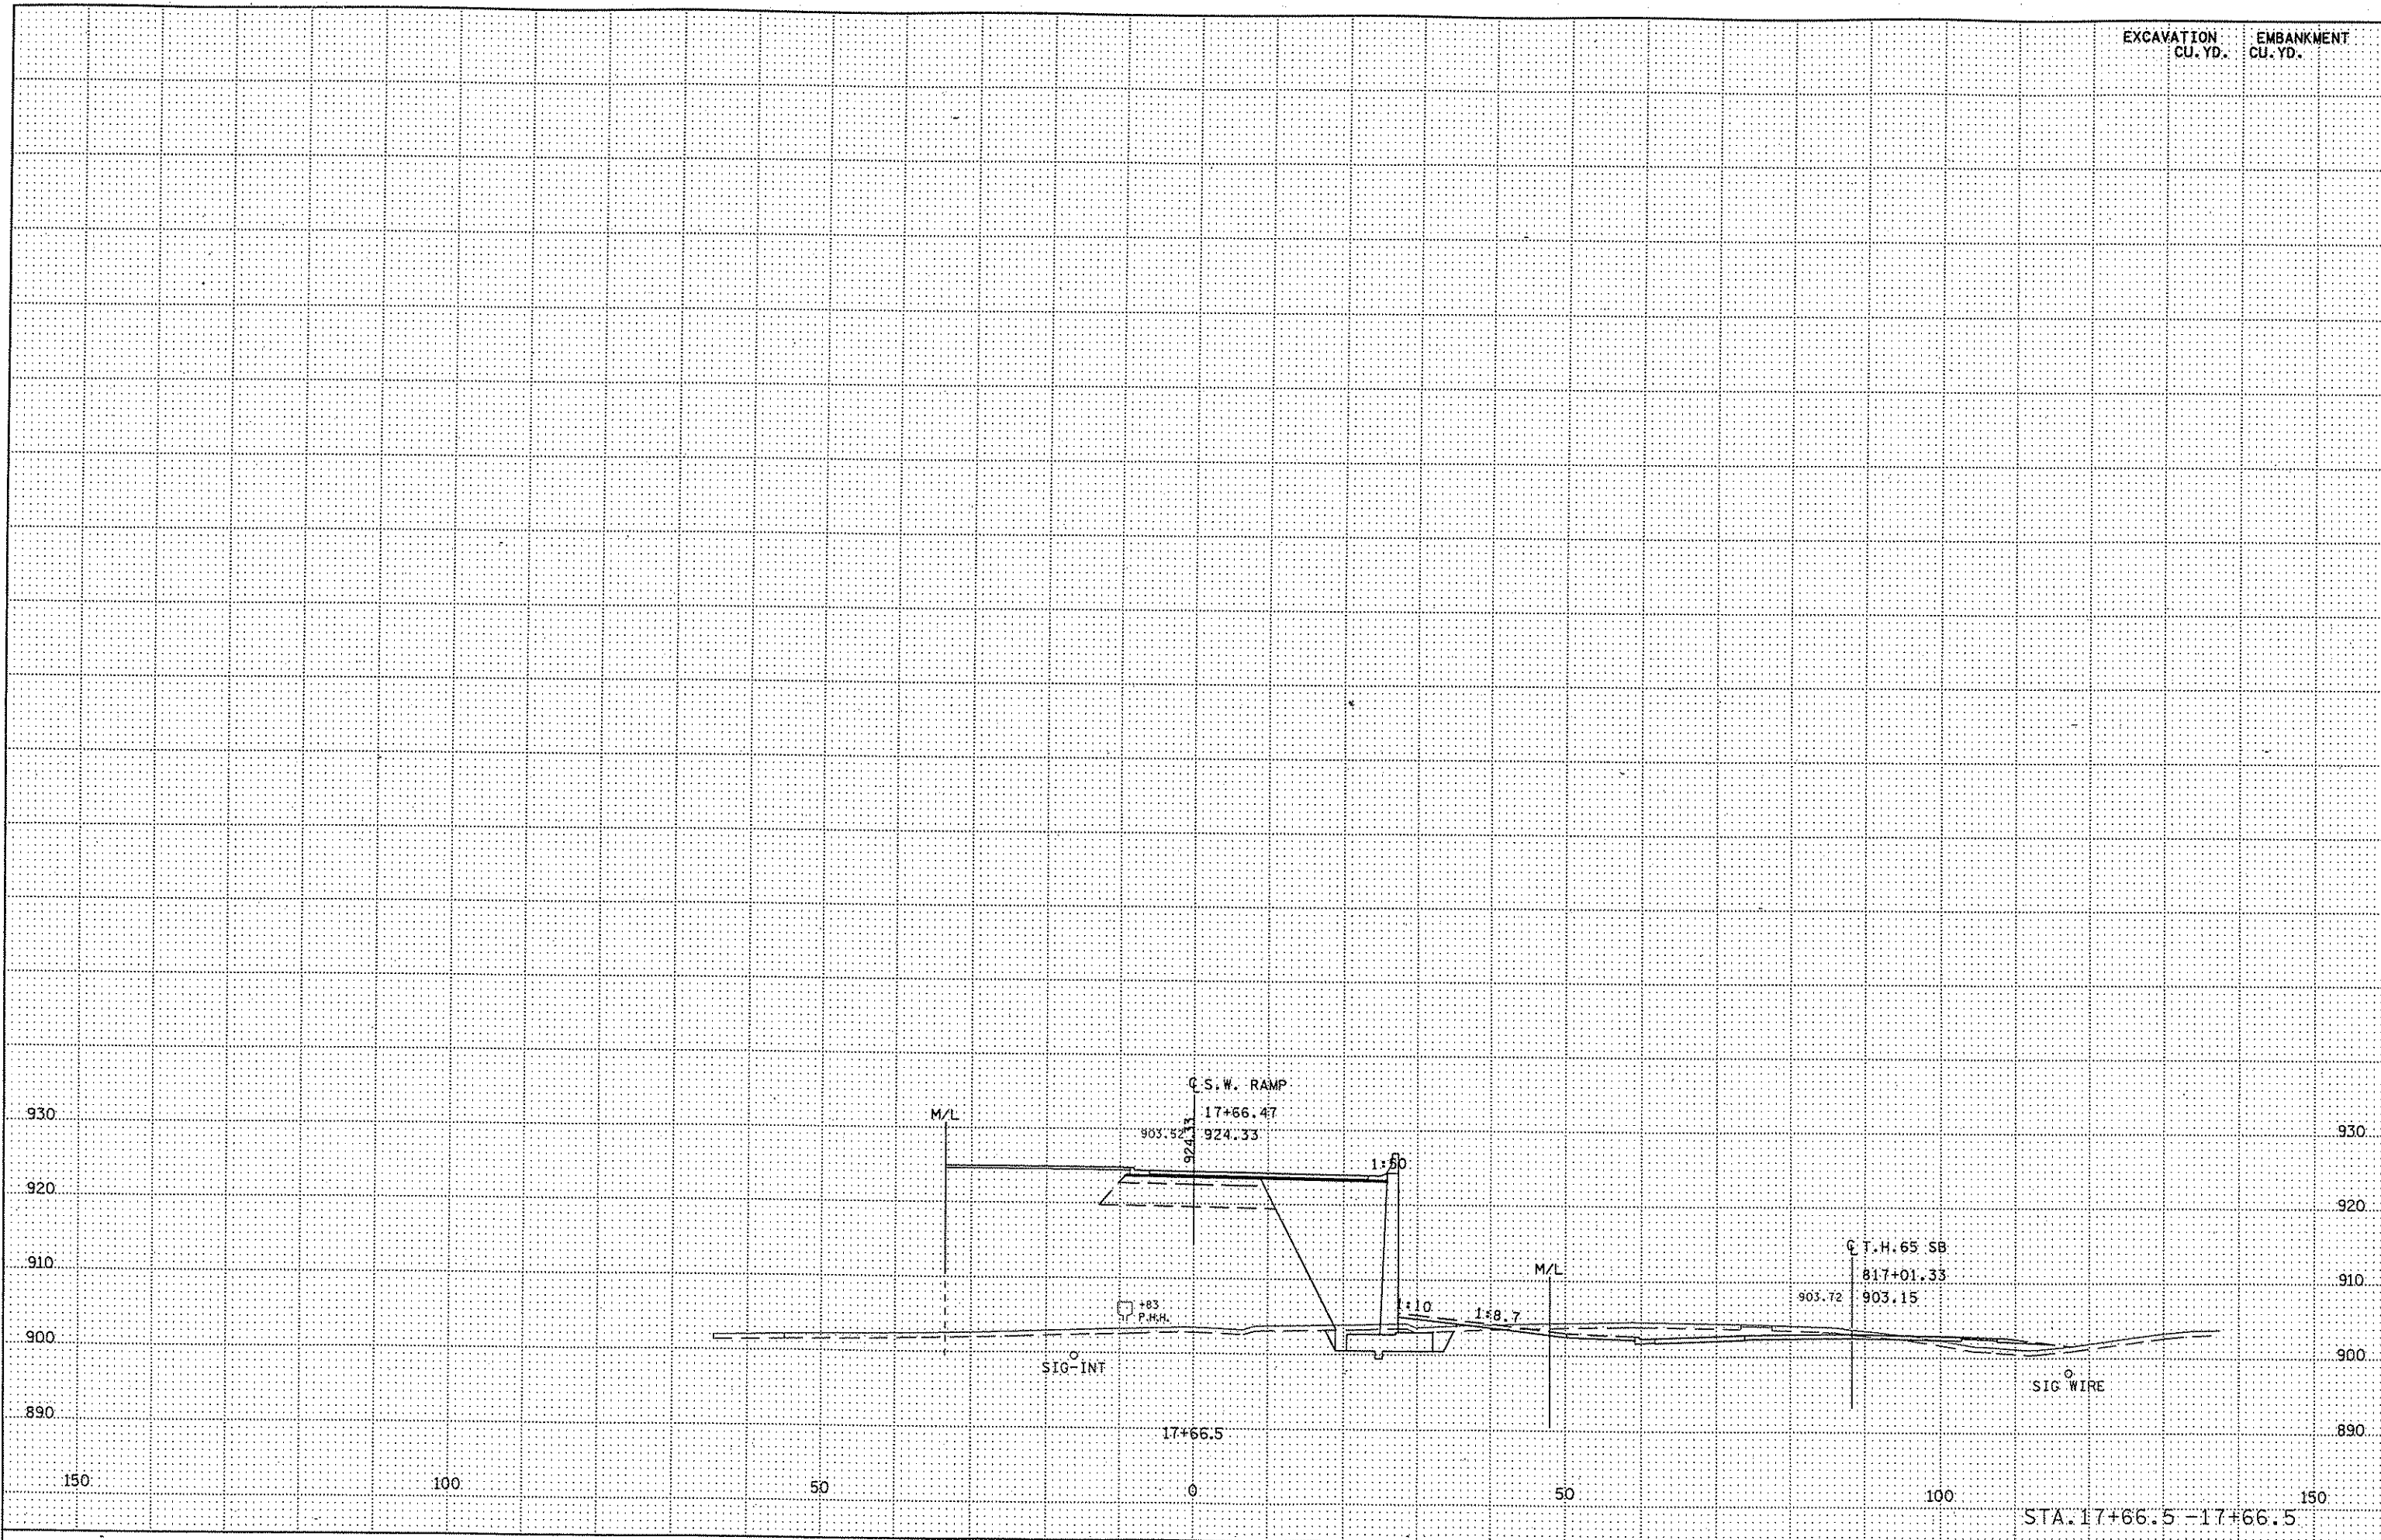 EXCAVATION EMBANKMENT
CU.YD. CU.YD.
℄ S.W. RAMP
M/L 17+66.47
930 903.52 924.33 924.33 930
1:50
920 920
℄ T.H.65 SB
910 M/L 817+01.33 910
903.72 903.15
+83
P.H.H.
1:10 1:8.7
900 900
SIG-INT SIG WIRE
890 890
17+66.5
150 100 50 0 50 100 150
STA.17+66.5 -17+66.5